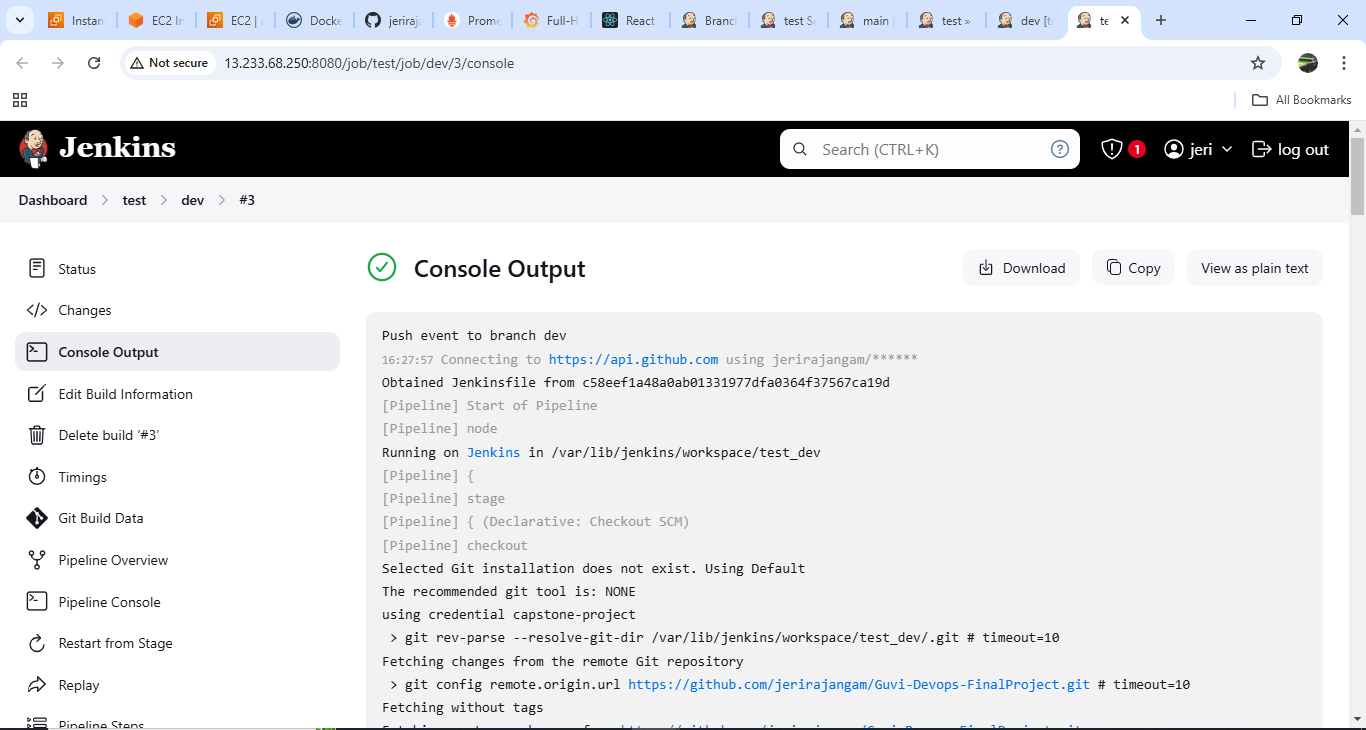 Instan
EC2 In
EC2 | a
Docke
jeriraja
Prome
Full-H
React
Branch
test Se
main [
test »
dev [te
te
Not secure
13.233.68.250:8080/job/test/job/dev/3/console
All Bookmarks
Jenkins
Search (CTRL+K)
?
1
jeri
log out
Dashboard > test > dev > #3
Status
Changes
Console Output
Edit Build Information
Delete build ‘#3’
Timings
Git Build Data
Pipeline Overview
Pipeline Console
Restart from Stage
Replay
Pipeline Steps
Console Output
Download
Copy
View as plain text
Push event to branch dev
16:27:57 Connecting to https://api.github.com using jerirajangam/******
Obtained Jenkinsfile from c58eef1a48a0ab01331977dfa0364f37567ca19d
[Pipeline] Start of Pipeline
[Pipeline] node
Running on Jenkins in /var/lib/jenkins/workspace/test_dev
[Pipeline] {
[Pipeline] stage
[Pipeline] { (Declarative: Checkout SCM)
[Pipeline] checkout
Selected Git installation does not exist. Using Default
The recommended git tool is: NONE
using credential capstone-project
> git rev-parse --resolve-git-dir /var/lib/jenkins/workspace/test_dev/.git # timeout=10
Fetching changes from the remote Git repository
> git config remote.origin.url https://github.com/jerirajangam/Guvi-Devops-FinalProject.git # timeout=10
Fetching without tags